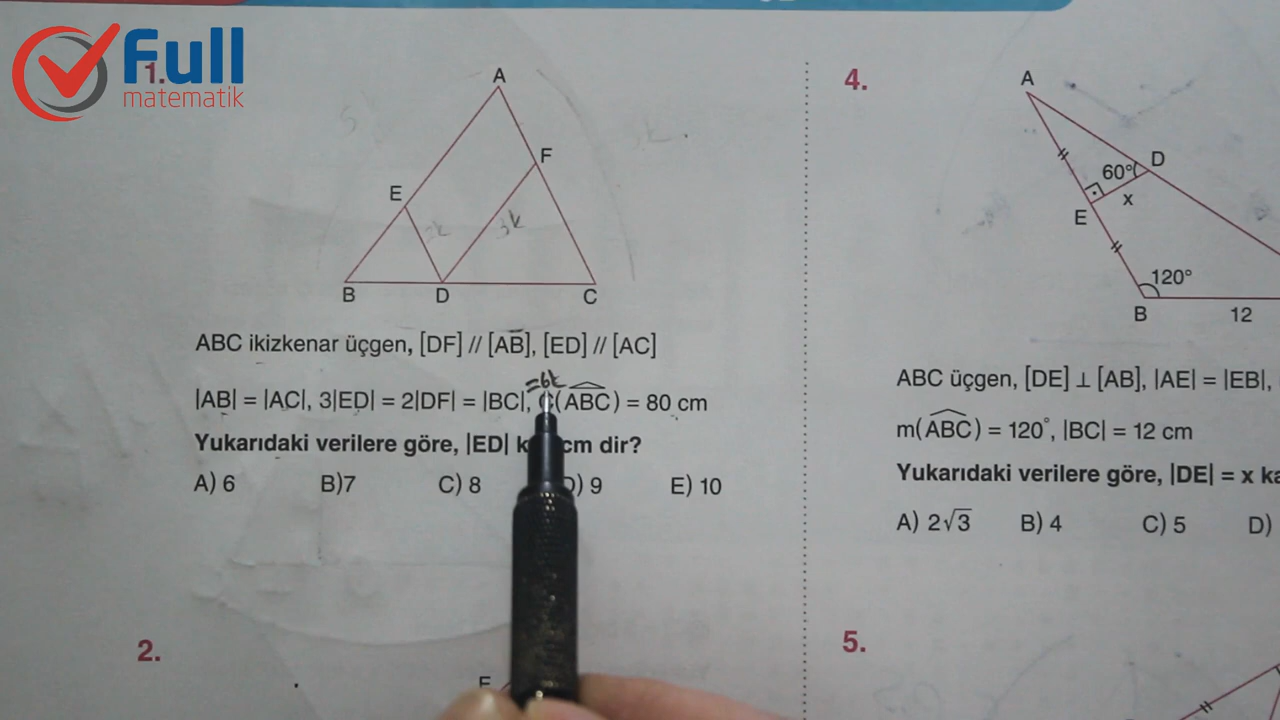 Full
matematik
1.
A
F
E
2k
3k
5k
B
D
C
ABC ikizkenar üçgen, [DF] // [AB], [ED] // [AC]
=6k
|AB| = |AC|, 3|ED| = 2|DF| = |BC|, Ç(ABC) = 80 cm
Yukarıdaki verilere göre, |ED| cm dir?
A) 6 B)7 C) 8 D) 9 E) 10
2.
E
4.
A
D
60°
x
E
120°
B
12
ABC üçgen, [DE] ⊥ [AB], |AE| = |EB|,
m(ABC) = 120°, |BC| = 12 cm
Yukarıdaki verilere göre, |DE| = x
A) 2√3 B) 4 C) 5 D)
5.